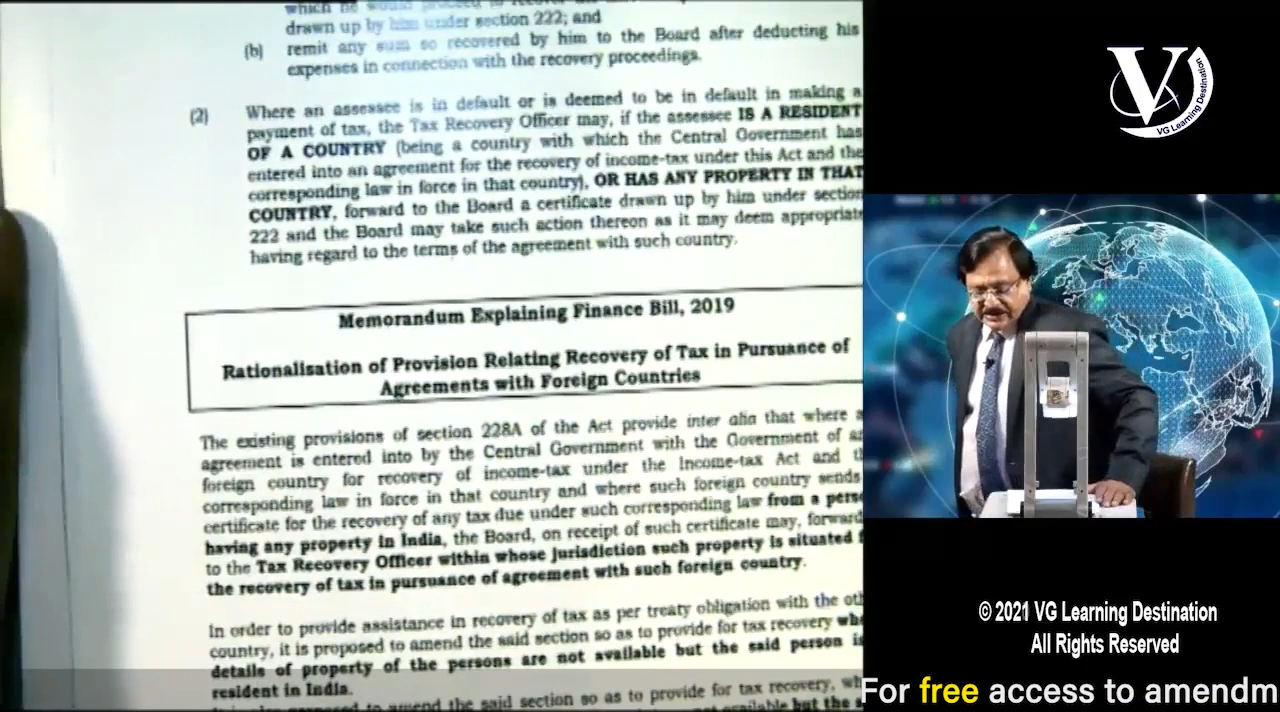 drawn up by him under section 222; and
(b) remit any sum so recovered by him to the Board after deducting his
expenses in connection with the recovery proceedings.
(2) Where an assessee is in default or is deemed to be in default in making a
payment of tax, the Tax Recovery Officer may, if the assessee IS A RESIDENT
OF A COUNTRY (being a country with which the Central Government has
entered into an agreement for the recovery of income-tax under this Act and the
corresponding law in force in that country), OR HAS ANY PROPERTY IN THAT
COUNTRY, forward to the Board a certificate drawn up by him under section
222 and the Board may take such action thereon as it may deem appropriate
having regard to the terms of the agreement with such country.
Memorandum Explaining Finance Bill, 2019
Rationalisation of Provision Relating Recovery of Tax in Pursuance of
Agreements with Foreign Countries
The existing provisions of section 228A of the Act provide inter alia that where
agreement is entered into by the Central Government with the Government of
foreign country for recovery of income-tax under the Income-tax Act and
corresponding law in force in that country and where such foreign country sends
certificate for the recovery of any tax due under such corresponding law from a
having any property in India, the Board, on receipt of such certificate may, forward
to the Tax Recovery Officer within whose jurisdiction such property is situated
the recovery of tax in pursuance of agreement with such foreign country.
In order to provide assistance in recovery of tax as per treaty obligation with the
country, it is proposed to amend the said section so as to provide for tax recovery
details of property of the persons are not available but the said person is
resident in India.
amend the said section so as to provide for tax recovery,
available but the
V
VG Learning Destination
© 2021 VG Learning Destination
All Rights Reserved
For free access to amendm